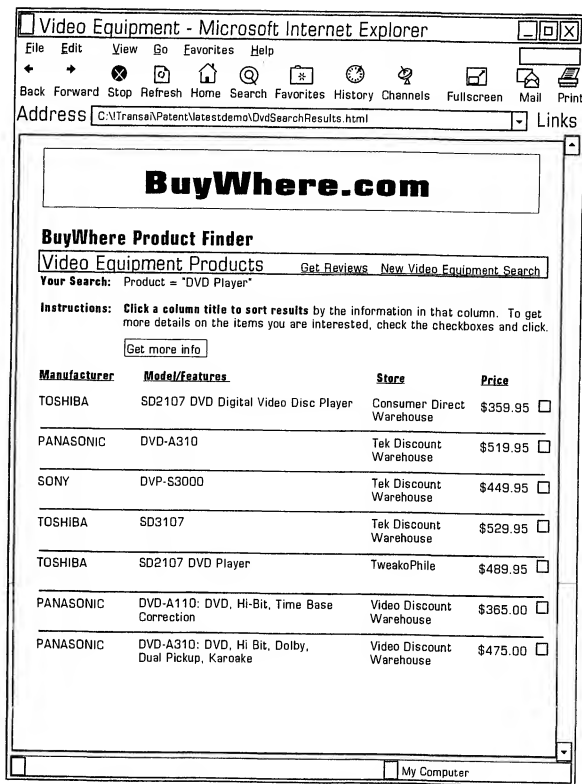 Video Equipment - Microsoft Internet Explorer
File Edit View Go Favorites Help
Back Forward Stop Refresh Home Search Favorites History Channels Fullscreen Mail Print
Address C:\!Transai\Patent\latestdemo\DvdSearchResults.html Links
BuyWhere.com
BuyWhere Product Finder
Video Equipment Products Get Reviews New Video Equipment Search
Your Search: Product = "DVD Player"
Instructions: Click a column title to sort results by the information in that column. To get
more details on the items you are interested, check the checkboxes and click.
Get more info
Manufacturer Model/Features Store Price
TOSHIBA SD2107 DVD Digital Video Disc Player Consumer Direct Warehouse $359.95
PANASONIC DVD-A310 Tek Discount Warehouse $519.95
SONY DVP-S3000 Tek Discount Warehouse $449.95
TOSHIBA SD3107 Tek Discount Warehouse $529.95
TOSHIBA SD2107 DVD Player TweakoPhile $489.95
PANASONIC DVD-A110: DVD, Hi-Bit, Time Base Correction Video Discount Warehouse $365.00
PANASONIC DVD-A310: DVD, Hi Bit, Dolby, Dual Pickup, Karoake Video Discount Warehouse $475.00
My Computer